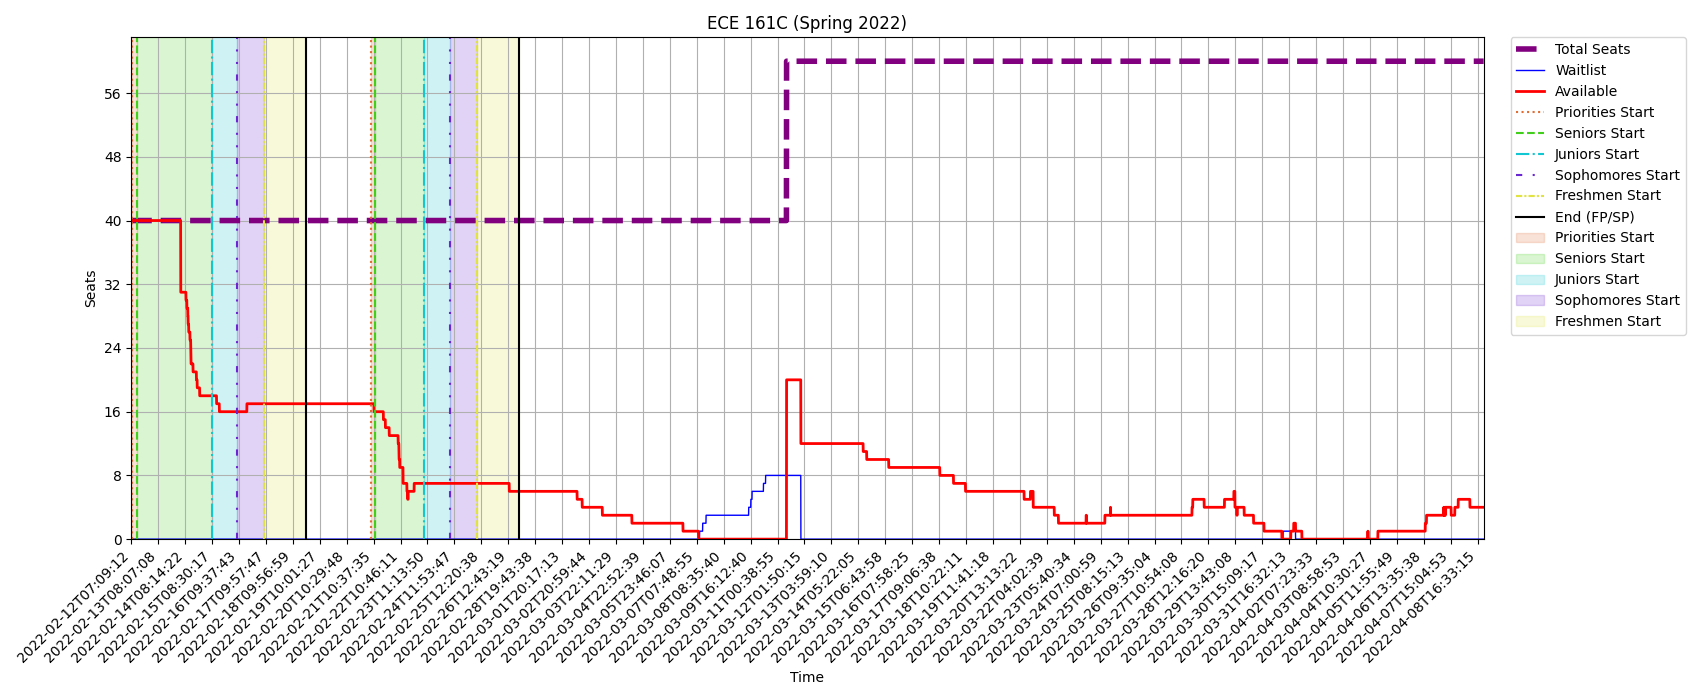 ECE 161C (Spring 2022)
Seats
56
48
40
32
24
16
8
0
2022-02-12T7:09:12
2022-02-13T08:07:08
2022-02-14T08:14:22
2022-02-15T08:30:17
2022-02-16T09:37:43
2022-02-17T09:57:47
2022-02-18T09:56:59
2022-02-19T10:01:27
2022-02-20T10:29:48
2022-02-21T10:37:35
2022-02-22T10:46:11
2022-02-23T11:13:50
2022-02-24T11:53:47
2022-02-25T12:20:38
2022-02-26T12:43:19
2022-02-28T19:43:38
2022-03-01T20:17:13
2022-03-02T20:59:44
2022-03-03T22:11:29
2022-03-04T22:52:39
2022-03-05T23:46:07
2022-03-07T07:48:55
2022-03-08T08:35:40
2022-03-09T16:12:40
2022-03-11T00:38:55
2022-03-12T01:50:15
2022-03-13T03:59:10
2022-03-14T05:22:05
2022-03-15T06:43:58
2022-03-16T07:58:25
2022-03-17T09:06:38
2022-03-18T10:22:11
2022-03-19T11:41:18
2022-03-20T13:13:22
2022-03-22T04:02:39
2022-03-23T05:40:34
2022-03-24T07:00:59
2022-03-25T08:15:13
2022-03-26T09:35:04
2022-03-27T10:54:08
2022-03-28T12:16:20
2022-03-29T13:43:08
2022-03-30T15:09:17
2022-03-31T16:32:13
2022-04-02T07:23:33
2022-04-03T08:58:53
2022-04-04T10:30:27
2022-04-05T11:55:49
2022-04-06T13:35:38
2022-04-07T15:04:53
2022-04-08T16:33:15
Time
Total Seats
Waitlist
Available
Priorities Start
Seniors Start
Juniors Start
Sophomores Start
Freshmen Start
End (FP/SP)
Priorities Start
Seniors Start
Juniors Start
Sophomores Start
Freshmen Start